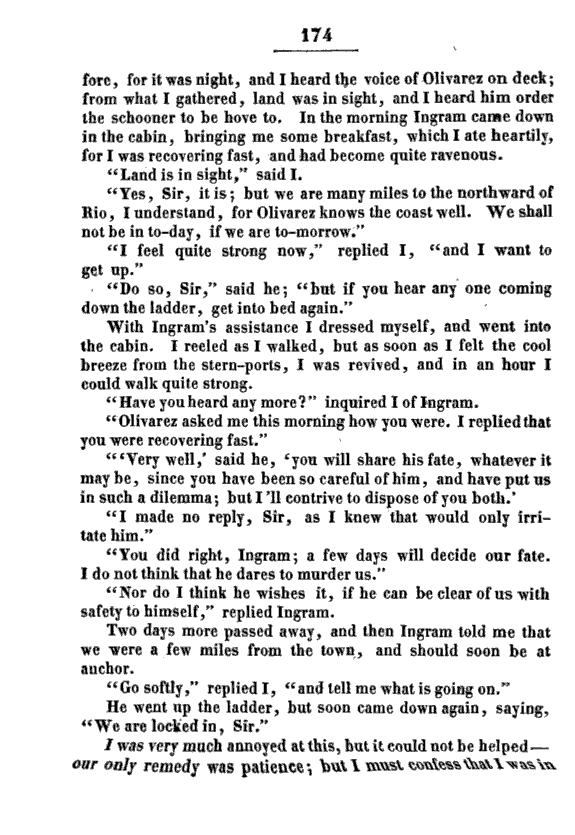 174
fore, for it was night, and I heard the voice of Olivarez on deck;
from what I gathered, land was in sight, and I heard him order
the schooner to be hove to. In the morning Ingram came down
in the cabin, bringing me some breakfast, which I ate heartily,
for I was recovering fast, and had become quite ravenous.
“Land is in sight,” said I.
“Yes, Sir, it is; but we are many miles to the northward of
Rio, I understand, for Olivarez knows the coast well. We shall
not be in to-day, if we are to-morrow.”
“I feel quite strong now,” replied I, “and I want to
get up.”
“Do so, Sir,” said he; “but if you hear any one coming
down the ladder, get into bed again.”
With Ingram’s assistance I dressed myself, and went into
the cabin. I reeled as I walked, but as soon as I felt the cool
breeze from the stern-ports, I was revived, and in an hour I
could walk quite strong.
“Have you heard any more?” inquired I of Ingram.
“Olivarez asked me this morning how you were. I replied that
you were recovering fast.”
“‘Very well,’ said he, ‘you will share his fate, whatever it
may be, since you have been so careful of him, and have put us
in such a dilemma; but I’ll contrive to dispose of you both.’
“I made no reply, Sir, as I knew that would only irri-
tate him.”
“You did right, Ingram; a few days will decide our fate.
I do not think that he dares to murder us.”
“Nor do I think he wishes it, if he can be clear of us with
safety to himself,” replied Ingram.
Two days more passed away, and then Ingram told me that
we were a few miles from the town, and should soon be at
anchor.
“Go softly,” replied I, “and tell me what is going on.”
He went up the ladder, but soon came down again, saying,
“We are locked in, Sir.”
I was very much annoyed at this, but it could not be helped—
our only remedy was patience; but I must confess that I was in